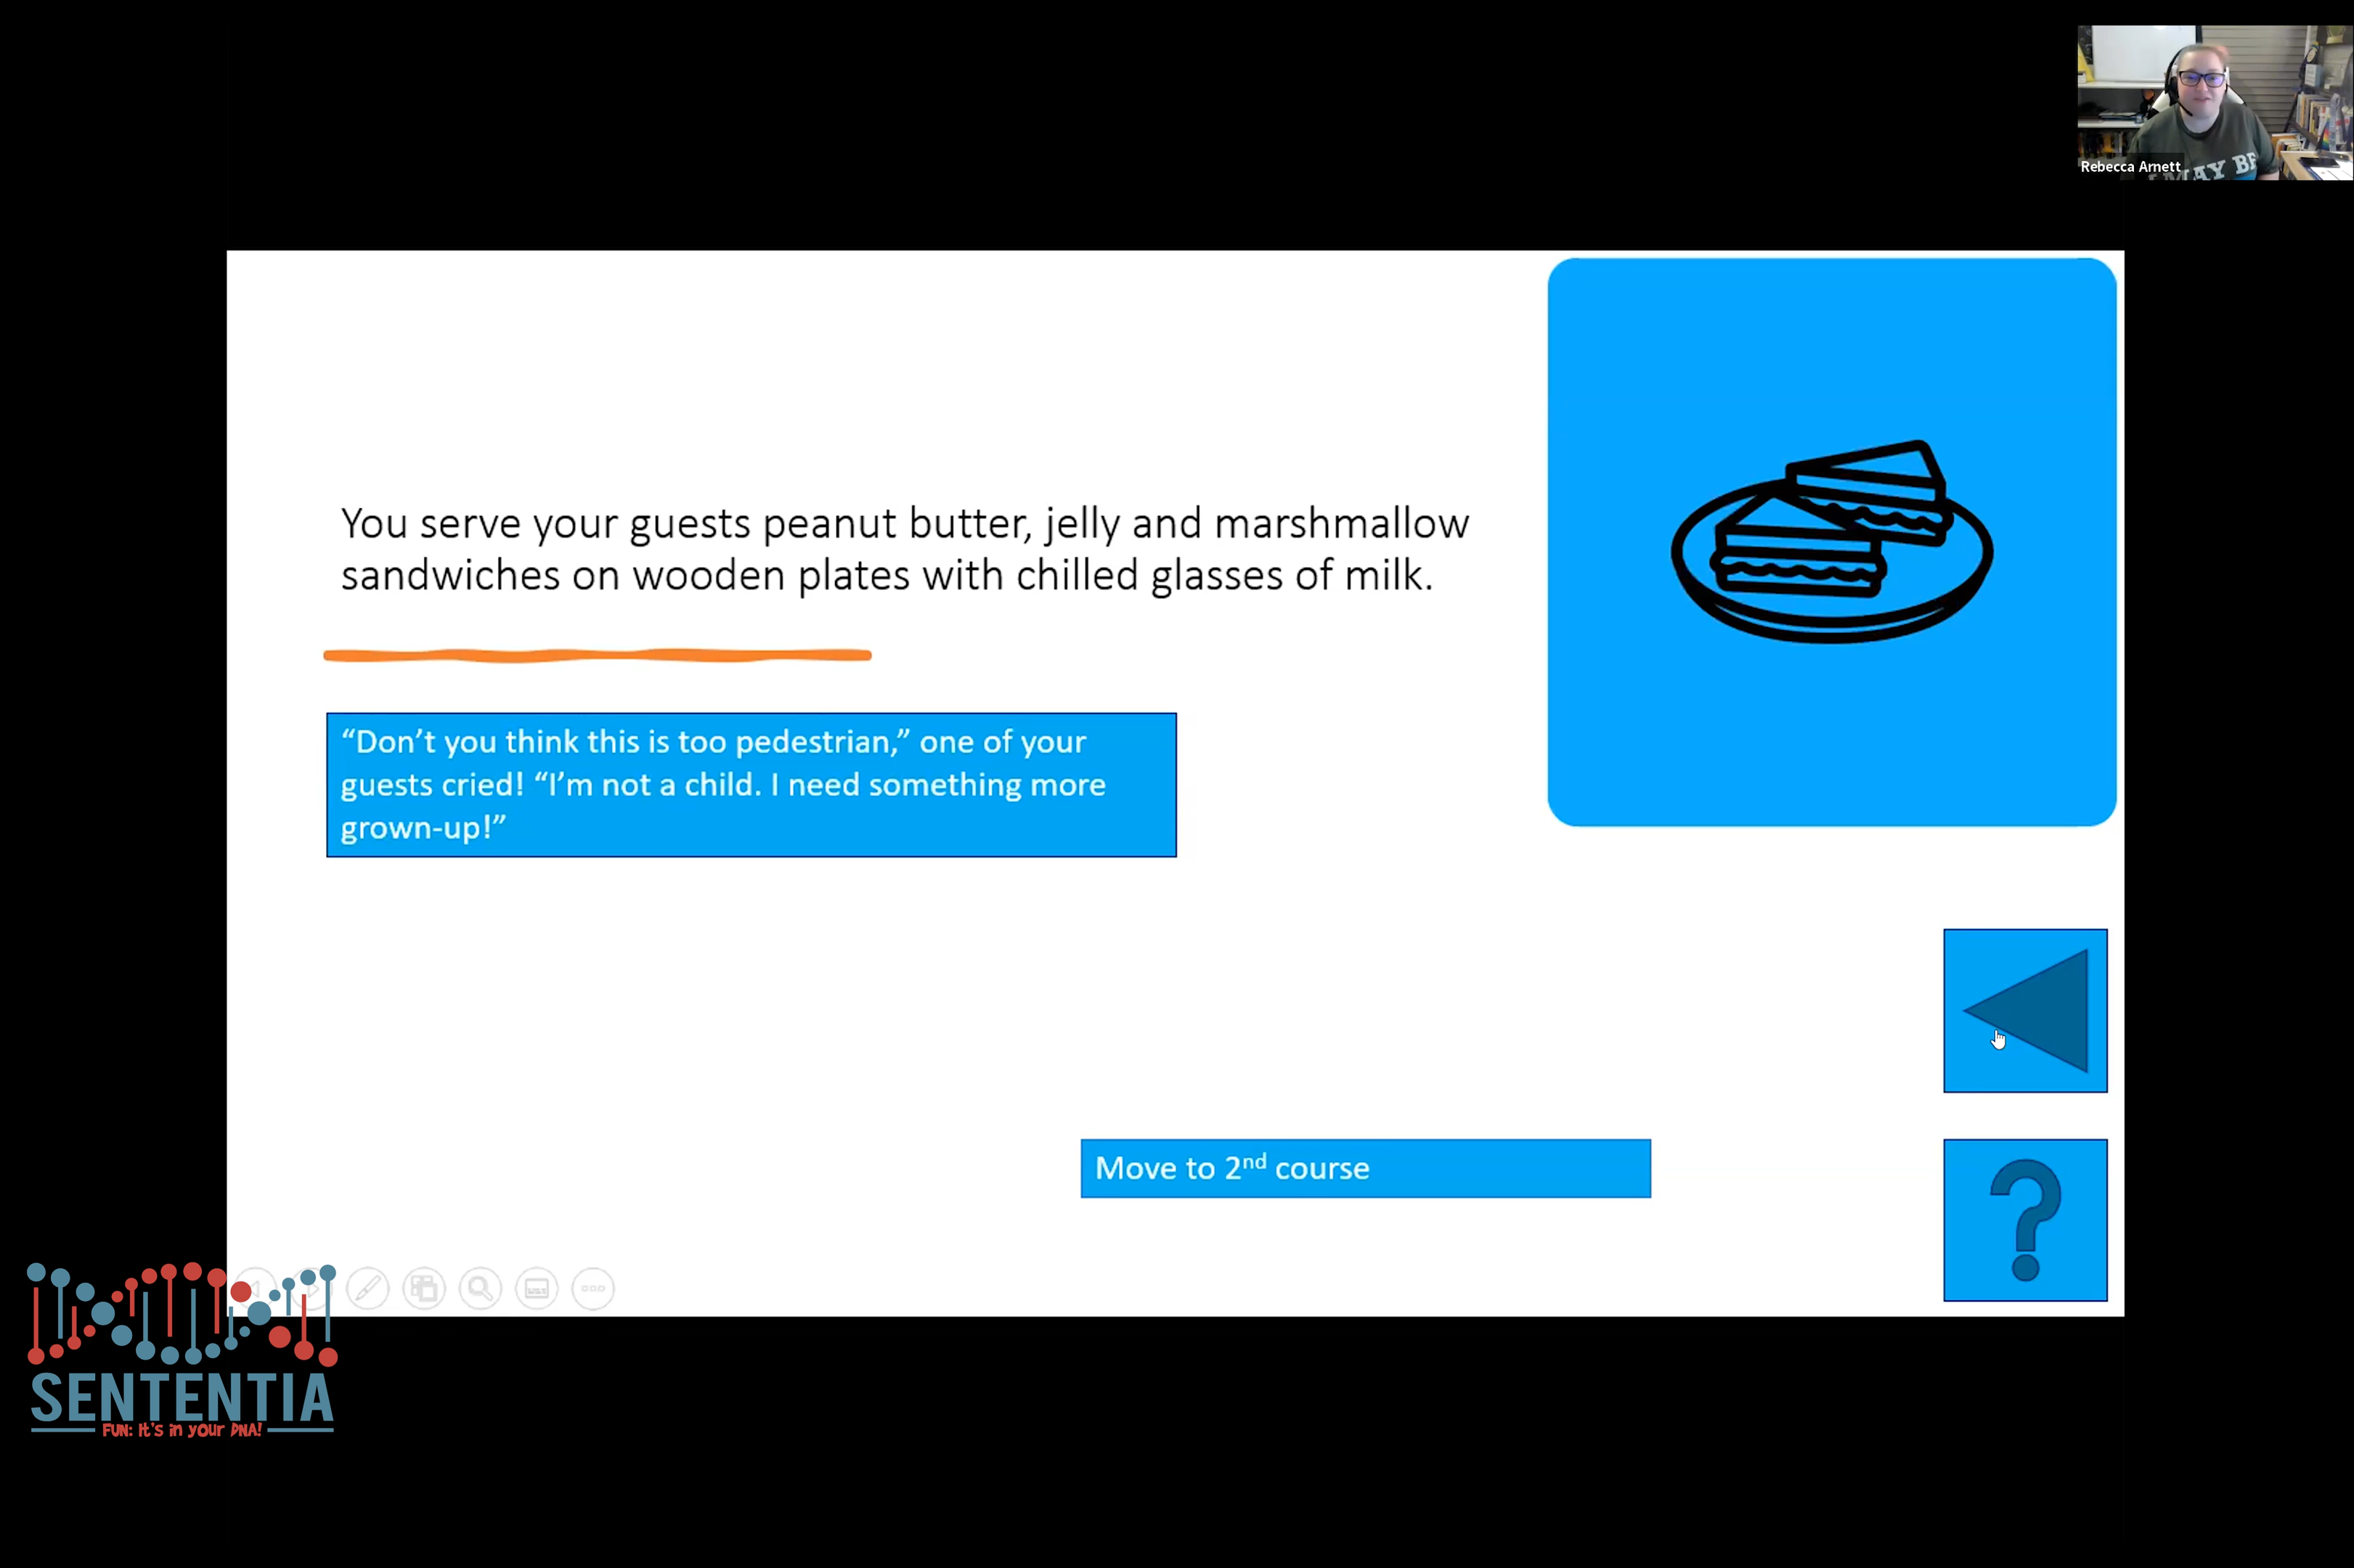 Rebecca Arnett
MAY BE
You serve your guests peanut butter, jelly and marshmallow
sandwiches on wooden plates with chilled glasses of milk.
“Don’t you think this is too pedestrian,” one of your
guests cried! “I’m not a child. I need something more
grown-up!”
Move to 2nd course
?
SENTENTIA
FUN: It's in your DNA!